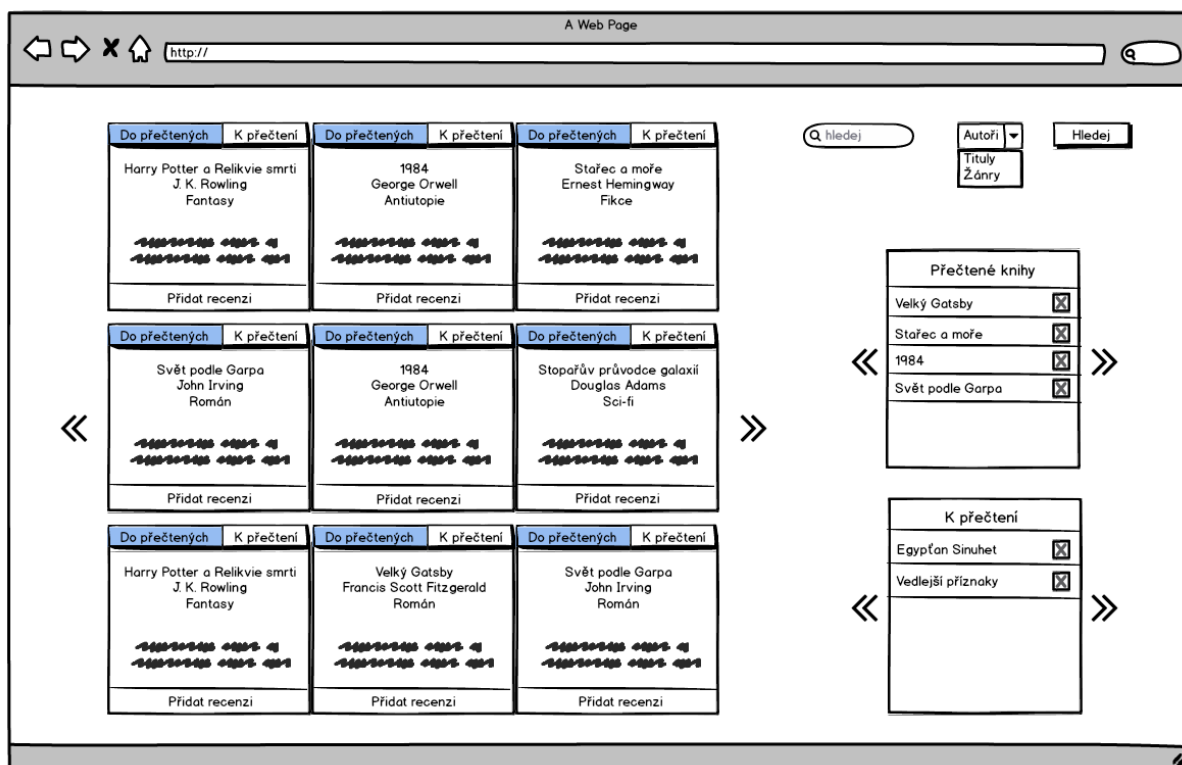 A Web Page
http://
Do přečtených K přečtení Do přečtených K přečtení Do přečtených K přečtení
Harry Potter a Relikvie smrti
J. K. Rowling
Fantasy
Přidat recenzi
1984
George Orwell
Antiutopie
Přidat recenzi
Stařec a moře
Ernest Hemingway
Fikce
Přidat recenzi
Do přečtených K přečtení Do přečtených K přečtení Do přečtených K přečtení
Svět podle Garpa
John Irving
Román
Přidat recenzi
1984
George Orwell
Antiutopie
Přidat recenzi
Stopařův průvodce galaxií
Douglas Adams
Sci-fi
Přidat recenzi
Do přečtených K přečtení Do přečtených K přečtení Do přečtených K přečtení
Harry Potter a Relikvie smrti
J. K. Rowling
Fantasy
Přidat recenzi
Velký Gatsby
Francis Scott Fitzgerald
Román
Přidat recenzi
Svět podle Garpa
John Irving
Román
Přidat recenzi
hledej
Autoři
Tituly
Žánry
Hledej
Přečtené knihy
Velký Gatsby
Stařec a moře
1984
Svět podle Garpa
K přečtení
Egypťan Sinuhet
Vedlejší příznaky